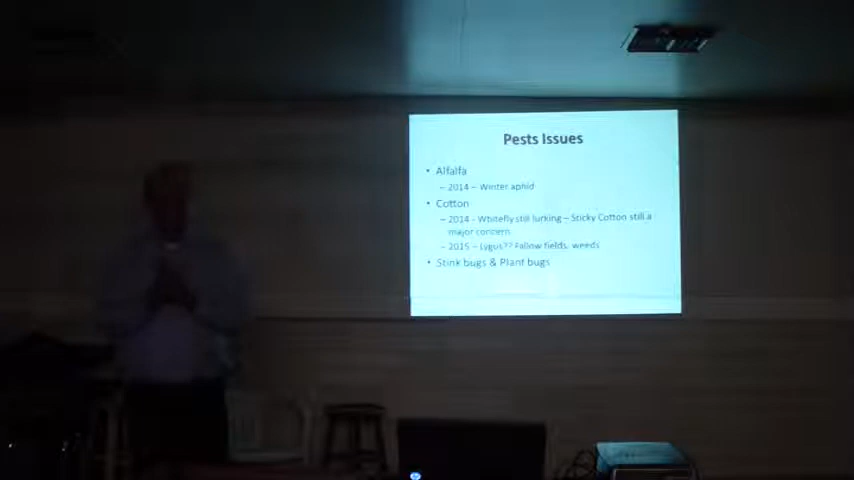 Pests Issues
• Alfalfa
– 2014 – Winter aphid
• Cotton
– 2014 - Whitefly still lurking – Sticky Cotton still a
major concern
– 2015 – Lygus?? Fallow fields, weeds
• Stink bugs & Plant bugs
hp